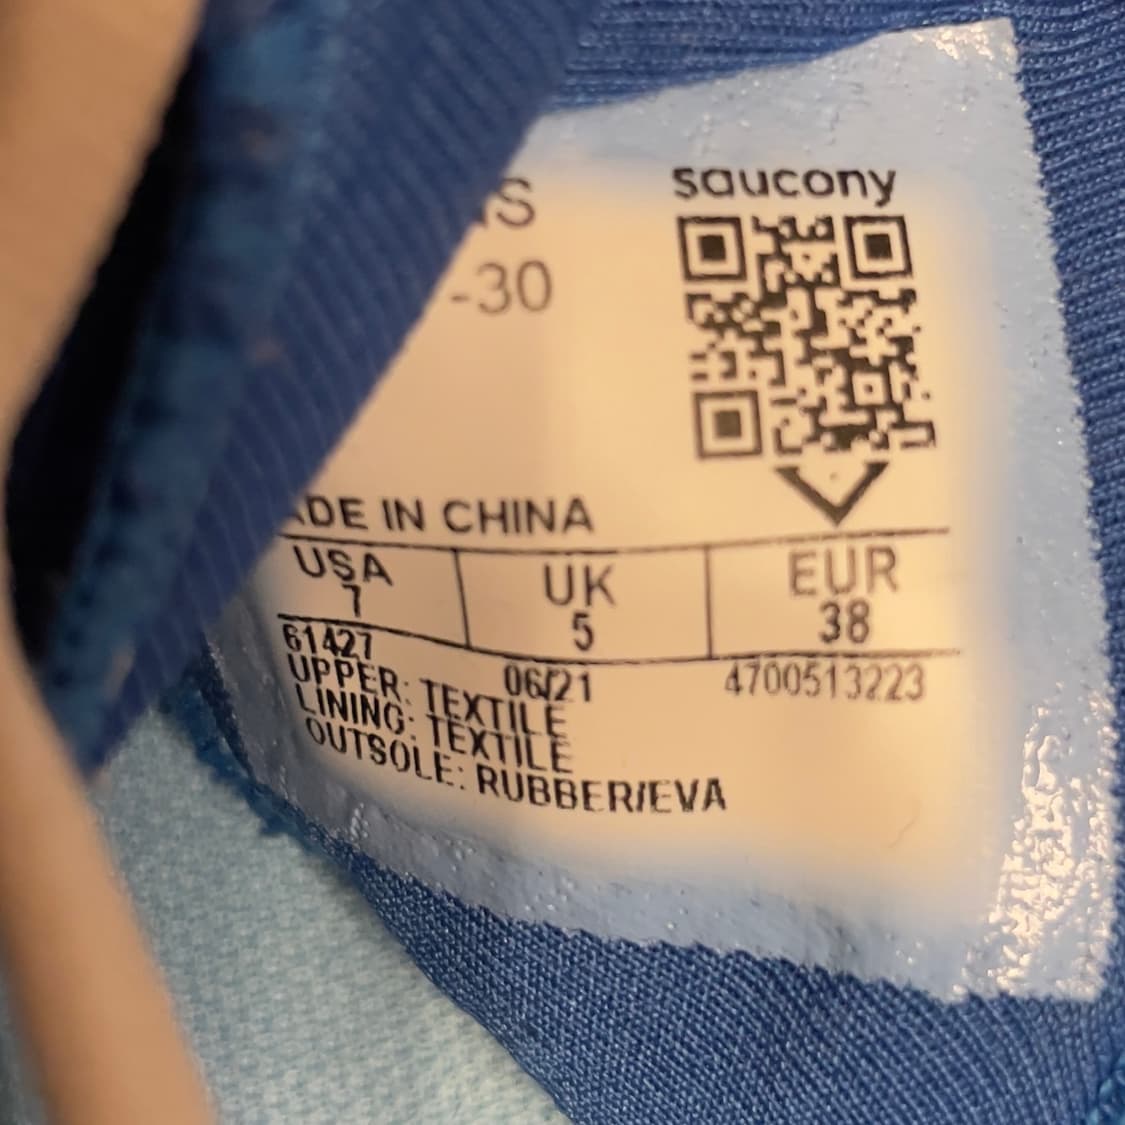 saucony
-30
MADE IN CHINA
USA UK EUR
7 5 38
61427 06/21 4700513223
UPPER: TEXTILE
LINING: TEXTILE
OUTSOLE: RUBBER/EVA